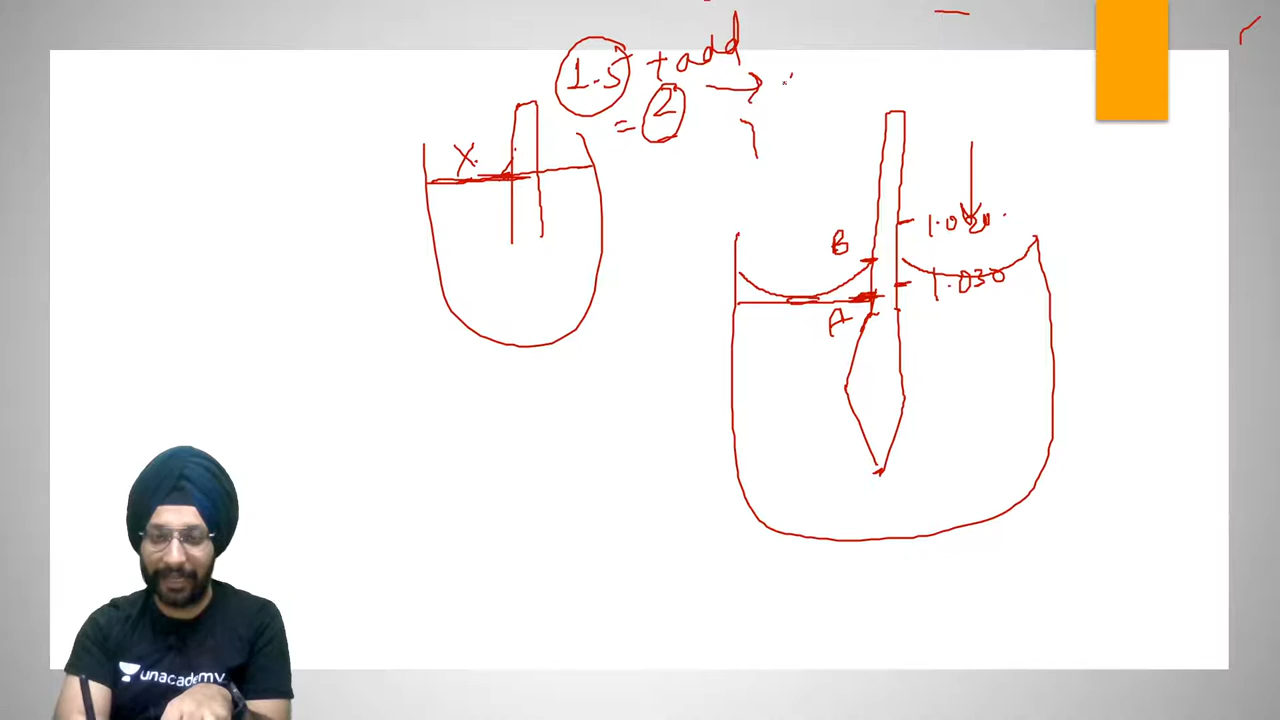 1.5 + add →
= 2
X
B
1.020
1.030
A
unacademy